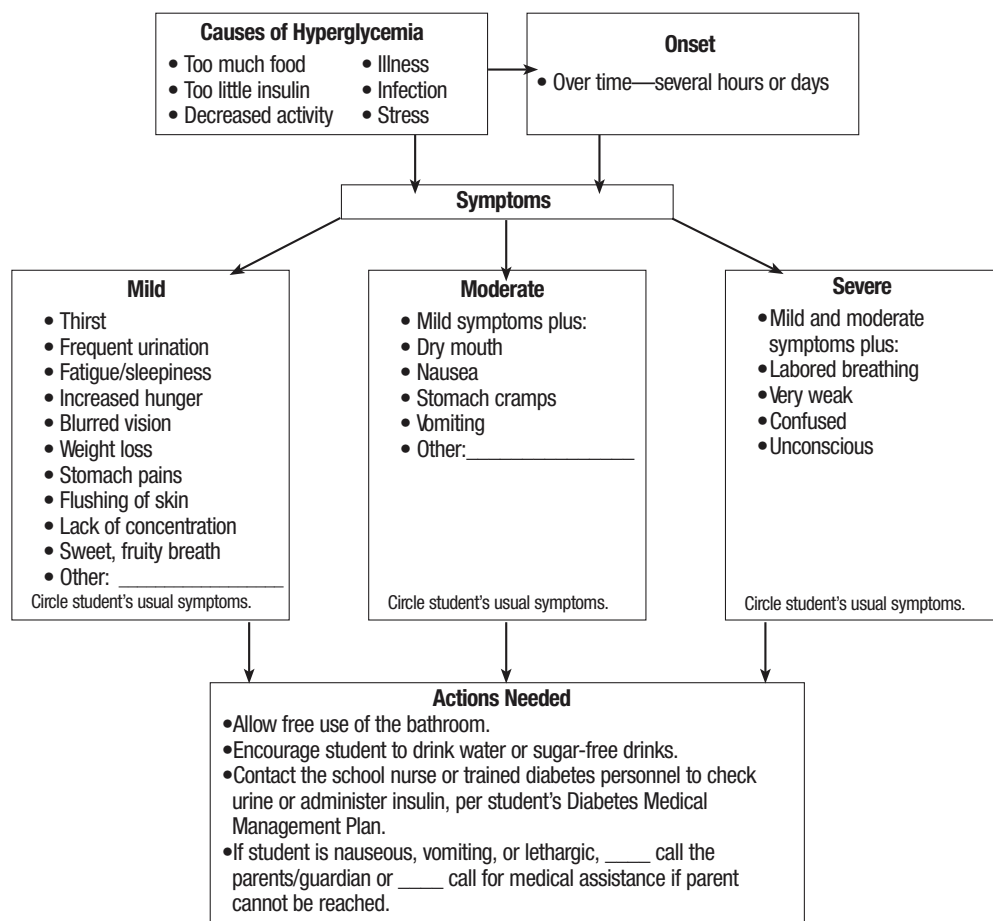 Causes of Hyperglycemia
• Too much food
• Too little insulin
• Decreased activity
• Illness
• Infection
• Stress
Onset
• Over time—several hours or days
Symptoms
Mild
• Thirst
• Frequent urination
• Fatigue/sleepiness
• Increased hunger
• Blurred vision
• Weight loss
• Stomach pains
• Flushing of skin
• Lack of concentration
• Sweet, fruity breath
• Other: _________________
Circle student’s usual symptoms.
Moderate
• Mild symptoms plus:
• Dry mouth
• Nausea
• Stomach cramps
• Vomiting
• Other:_________________
Circle student’s usual symptoms.
Severe
•Mild and moderate
symptoms plus:
•Labored breathing
•Very weak
•Confused
•Unconscious
Circle student’s usual symptoms.
Actions Needed
•Allow free use of the bathroom.
•Encourage student to drink water or sugar-free drinks.
•Contact the school nurse or trained diabetes personnel to check
urine or administer insulin, per student’s Diabetes Medical
Management Plan.
•If student is nauseous, vomiting, or lethargic, ____ call the
parents/guardian or ____ call for medical assistance if parent
cannot be reached.